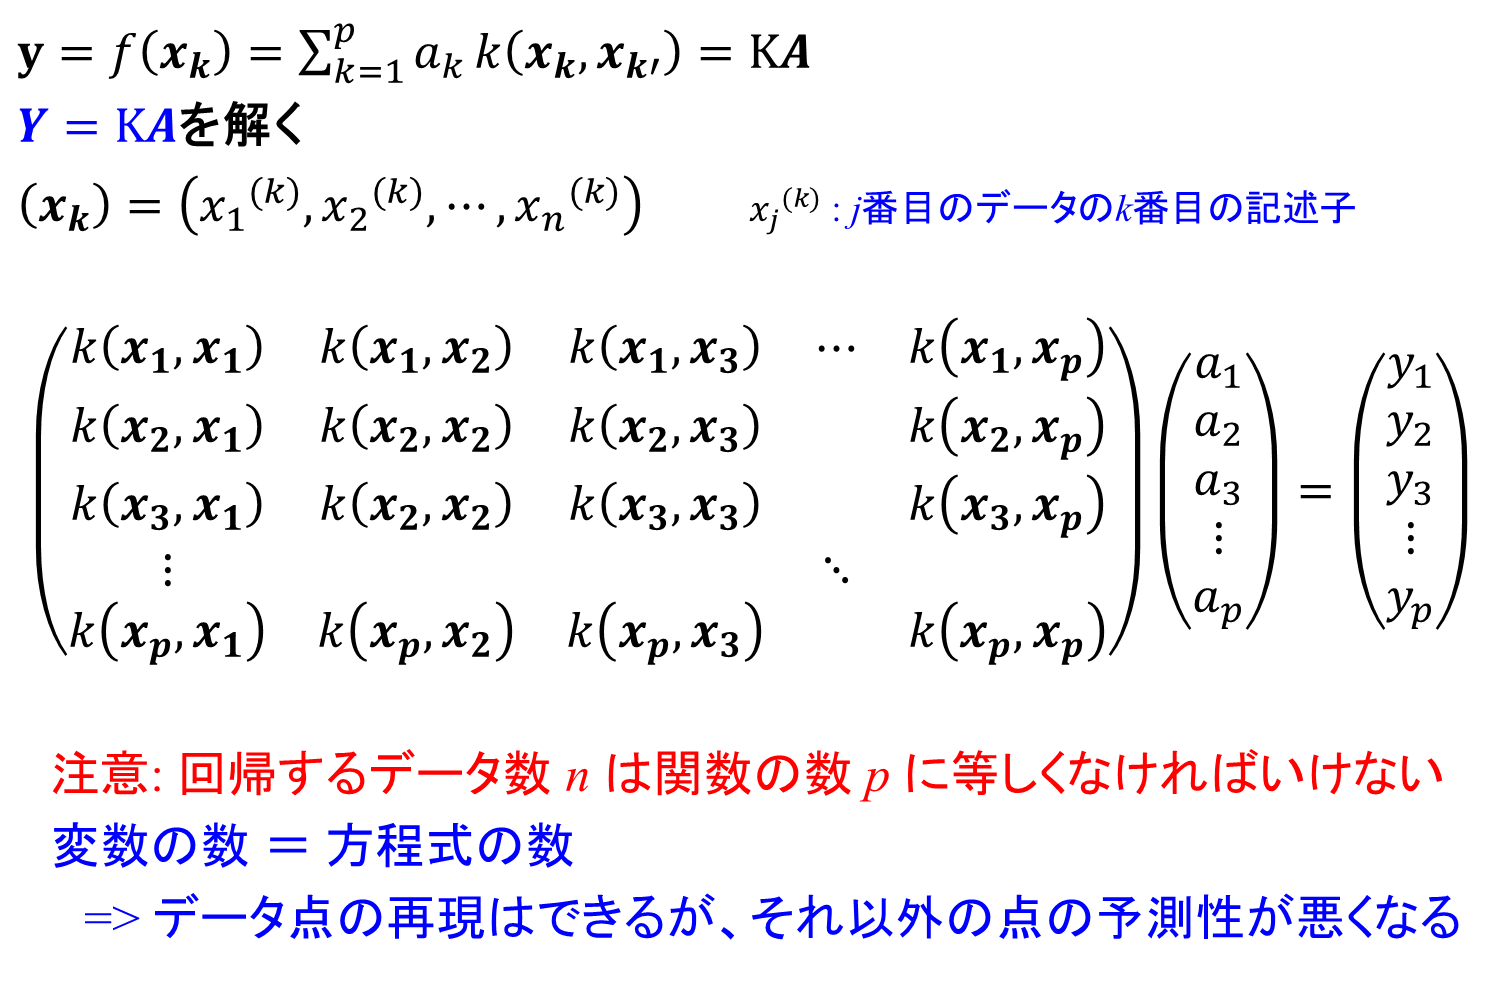 y = f(x_k) = ∑_{k=1}^{p} a_k k(x_k, x_{k′}) = KA
Y = KAを解く
(x_k) = (x_1^{(k)}, x_2^{(k)}, ⋯ , x_n^{(k)}) x_j^{(k)} : j番目のデータのk番目の記述子
k(x_1, x_1) k(x_1, x_2) k(x_1, x_3) ⋯ k(x_1, x_p) a_1 y_1
k(x_2, x_1) k(x_2, x_2) k(x_2, x_3) k(x_2, x_p) a_2 y_2
k(x_3, x_1) k(x_2, x_2) k(x_3, x_3) k(x_3, x_p) a_3 = y_3
⋮ ⋱ ⋮ ⋮
k(x_p, x_1) k(x_p, x_2) k(x_p, x_3) k(x_p, x_p) a_p y_p
注意: 回帰するデータ数 n は関数の数 p に等しくなければいけない
変数の数 = 方程式の数
=> データ点の再現はできるが、それ以外の点の予測性が悪くなる